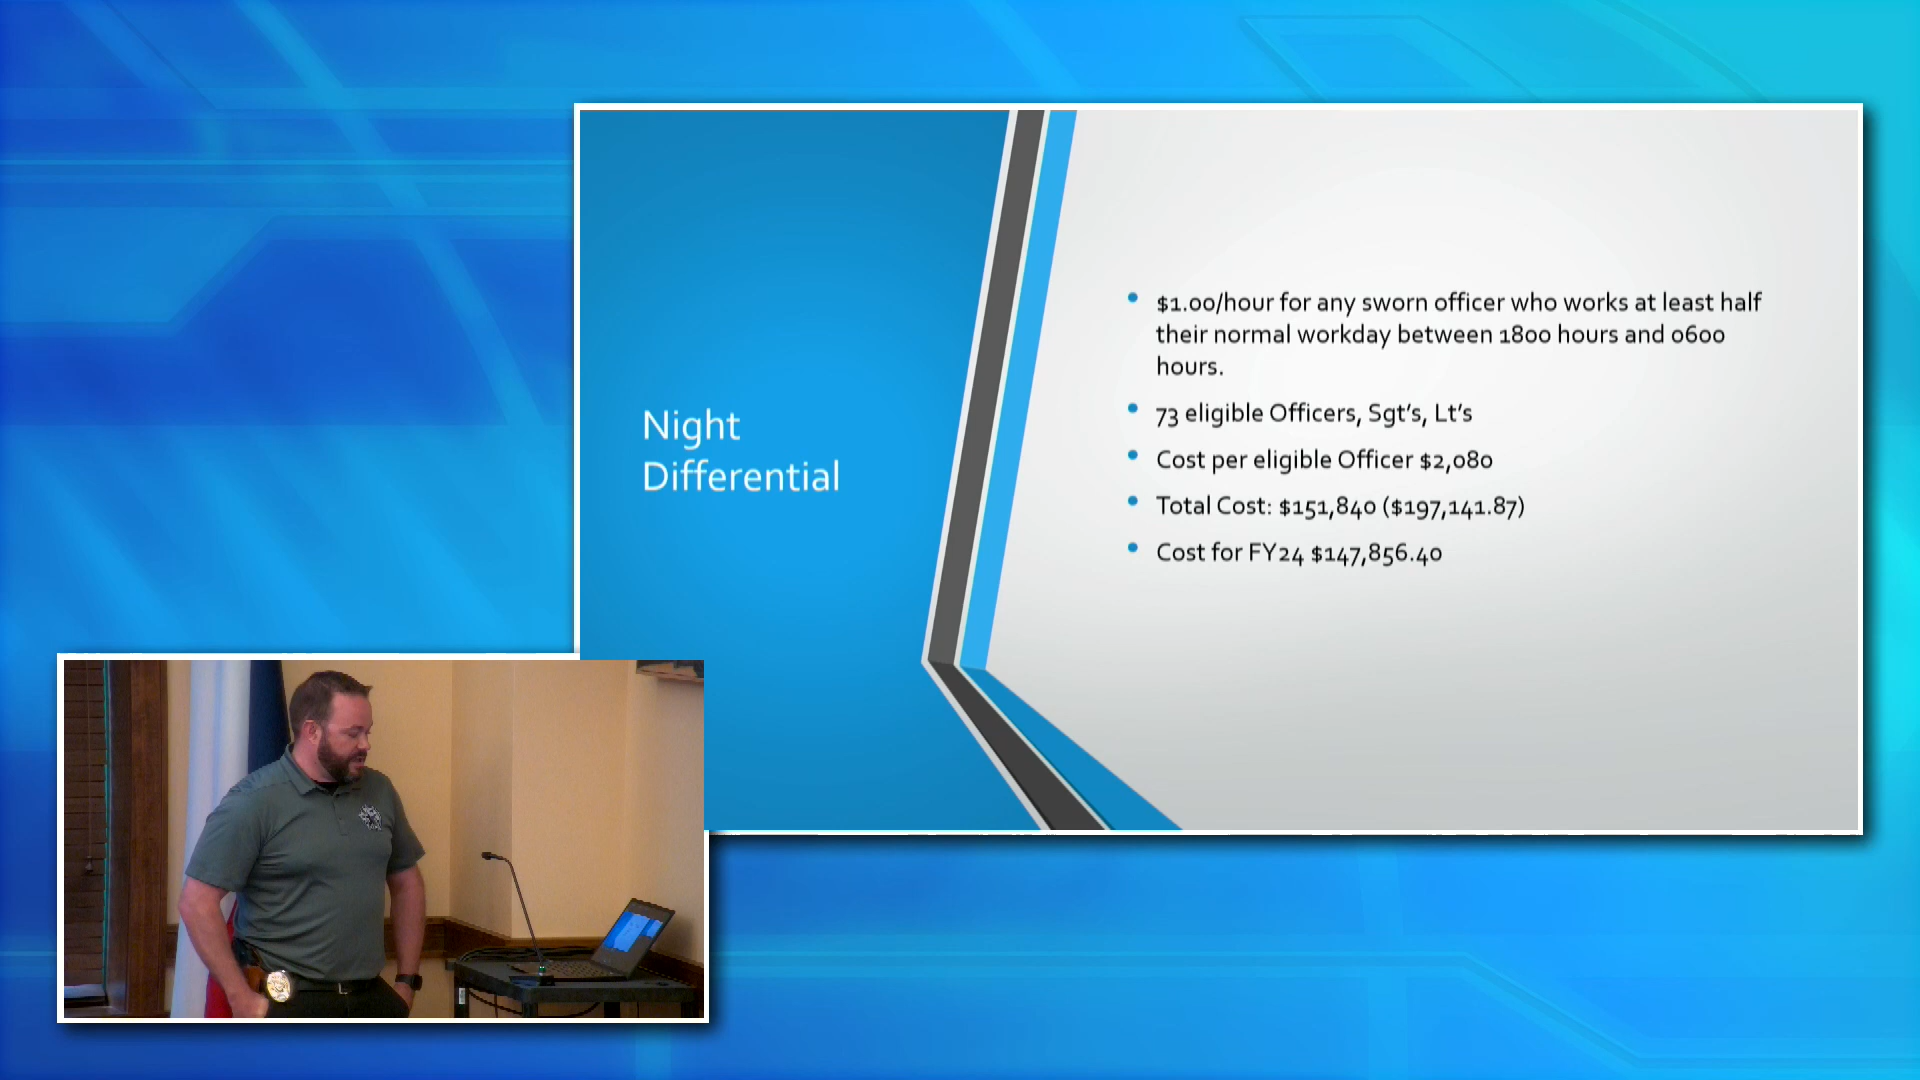 Night
Differential
$1.00/hour for any sworn officer who works at least half
their normal workday between 1800 hours and 0600
hours.
73 eligible Officers, Sgt's, Lt's
Cost per eligible Officer $2,080
Total Cost: $151,840 ($197,141.87)
Cost for FY24 $147,856.40